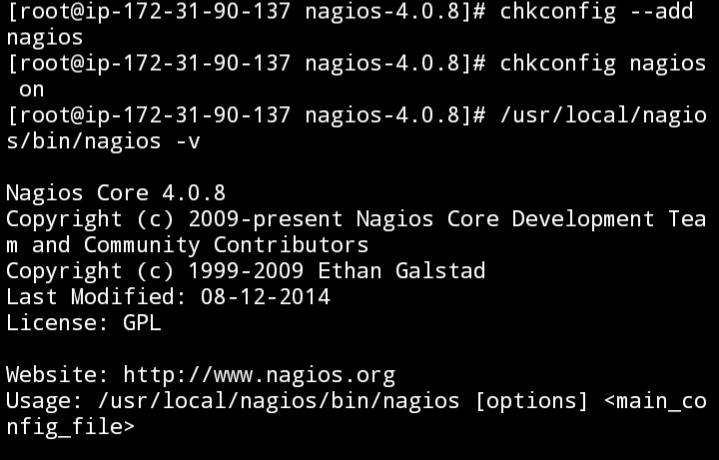 [root@ip-172-31-90-137 nagios-4.0.8]# chkconfig --add
nagios
[root@ip-172-31-90-137 nagios-4.0.8]# chkconfig nagios
 on
[root@ip-172-31-90-137 nagios-4.0.8]# /usr/local/nagio
s/bin/nagios -v

Nagios Core 4.0.8
Copyright (c) 2009-present Nagios Core Development Tea
m and Community Contributors
Copyright (c) 1999-2009 Ethan Galstad
Last Modified: 08-12-2014
License: GPL

Website: http://www.nagios.org
Usage: /usr/local/nagios/bin/nagios [options] <main_co
nfig_file>